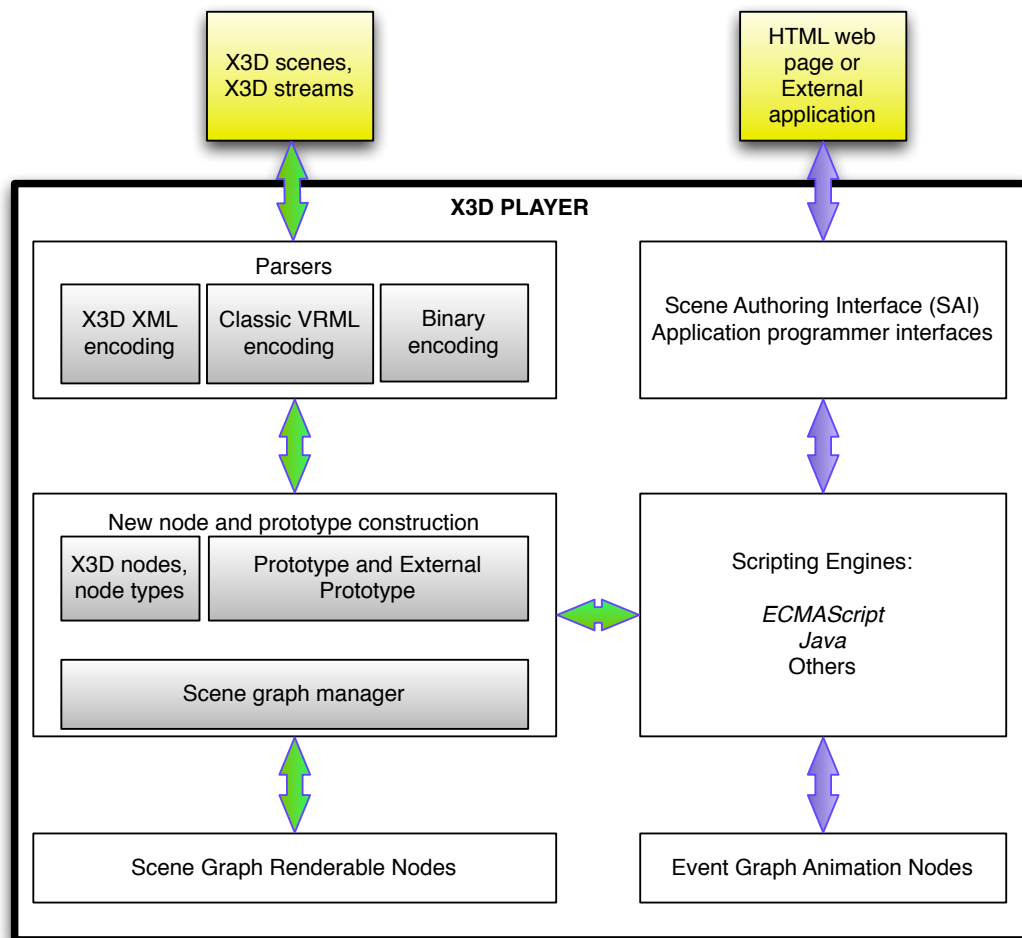 X3D scenes,
X3D streams
HTML web
page or
External
application
X3D PLAYER
Parsers
X3D XML
encoding
Classic VRML
encoding
Binary
encoding
Scene Authoring Interface (SAI)
Application programmer interfaces
New node and prototype construction
X3D nodes,
node types
Prototype and External
Prototype
Scene graph manager
Scripting Engines:
ECMAScript
Java
Others
Scene Graph Renderable Nodes
Event Graph Animation Nodes